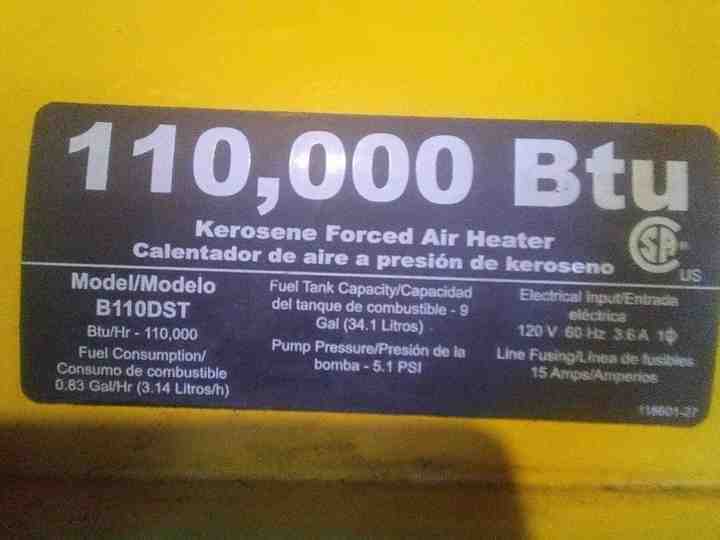 110,000 Btu
Kerosene Forced Air Heater
Calentador de aire a presión de keroseno
SP® US
Model/Modelo
B110DST
Btu/Hr - 110,000
Fuel Consumption/
Consumo de combustible
0.83 Gal/Hr (3.14 Litros/h)
Fuel Tank Capacity/Capacidad
del tanque de combustible - 9
Gal (34.1 Litros)
Pump Pressure/Presión de la
bomba - 5.1 PSI
Electrical Input/Entrada
eléctrica
120 V 60 Hz 3.6 A 1ϕ
Line Fusing/Línea de fusibles
15 Amps/Amperios
116601-27